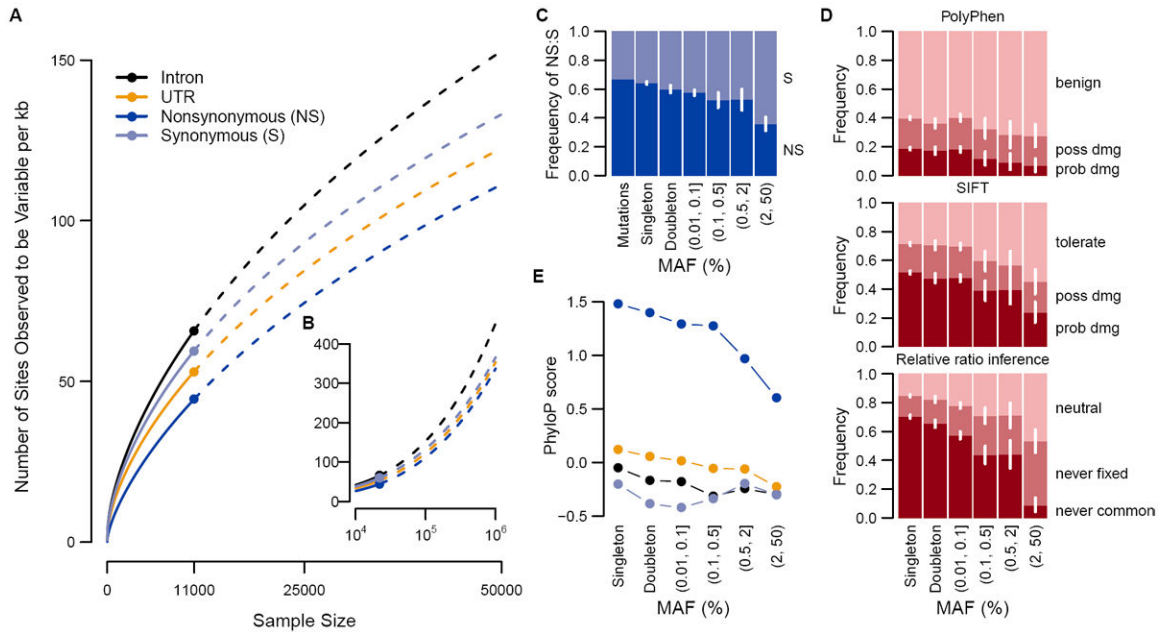 A
Number of Sites Observed to be Variable per kb
150
100
50
0
Intron
UTR
Nonsynonymous (NS)
Synonymous (S)
0
11000
25000
50000
Sample Size
B
400
300
200
100
0
10^4
10^5
10^6
C
Freqeuency of NS:S
1.0
0.8
0.6
0.4
0.2
0.0
S
NS
Mutations
Singleton
Doubleton
(0.01, 0.1]
(0.1, 0.5]
(0.5, 2]
(2, 50)
MAF (%)
D
PolyPhen
Frequency
1.0
0.8
0.6
0.4
0.2
0.0
benign
poss dmg
prob dmg
SIFT
Frequency
1.0
0.8
0.6
0.4
0.2
0.0
tolerate
poss dmg
prob dmg
Relative ratio inference
Frequency
1.0
0.8
0.6
0.4
0.2
0.0
neutral
never fixed
never common
Singleton
Doubleton
(0.01, 0.1]
(0.1, 0.5]
(0.5, 2]
(2, 50)
MAF (%)
E
PhyloP score
1.5
1.0
0.5
0.0
−0.5
Singleton
Doubleton
(0.01, 0.1]
(0.1, 0.5]
(0.5, 2]
(2, 50)
MAF (%)